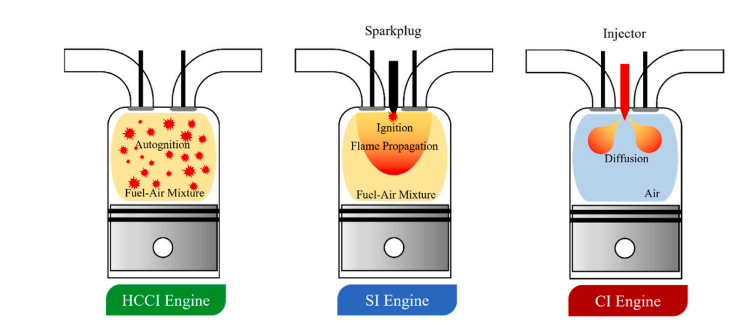 Sparkplug
Injector
Autognition
Fuel-Air Mixture
Ignition
Flame Propagation
Fuel-Air Mixture
Diffusion
Air
HCCI Engine
SI Engine
CI Engine